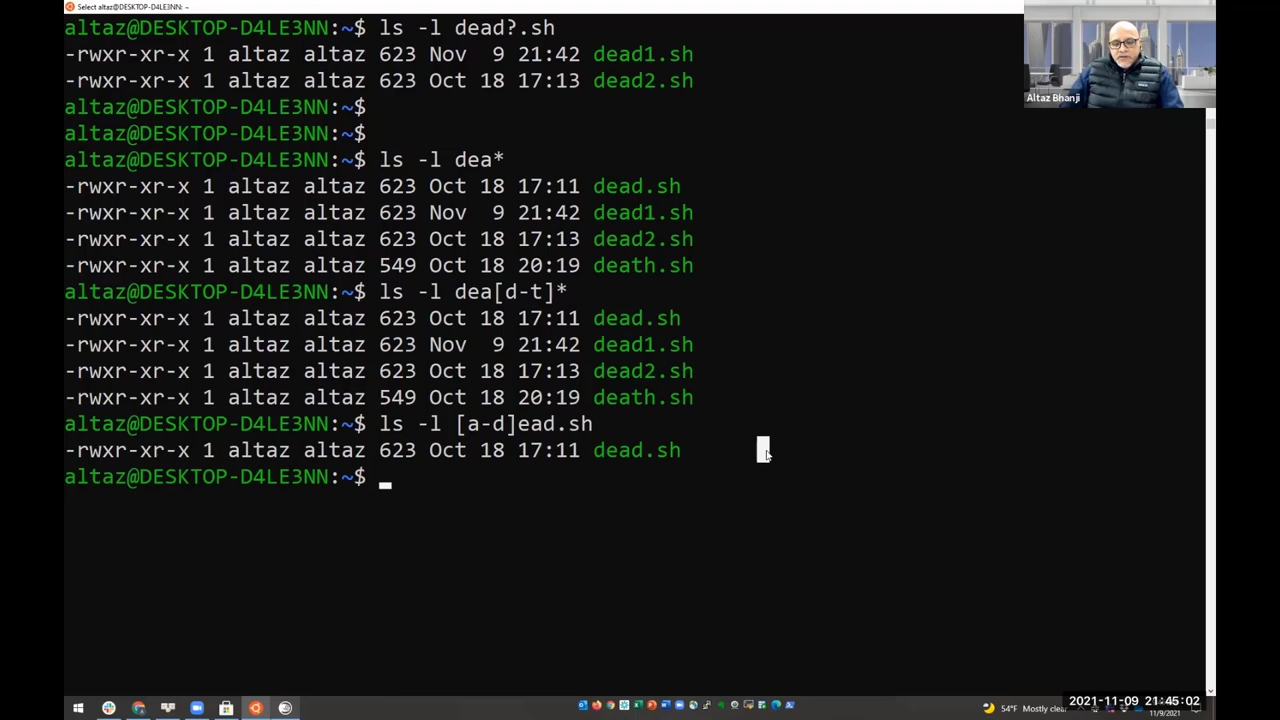 Select altaz@DESKTOP-D4LE3NN: ~
altaz@DESKTOP-D4LE3NN:~$ ls -l dead?.sh
-rwxr-xr-x 1 altaz altaz 623 Nov  9 21:42 dead1.sh
-rwxr-xr-x 1 altaz altaz 623 Oct 18 17:13 dead2.sh
altaz@DESKTOP-D4LE3NN:~$
altaz@DESKTOP-D4LE3NN:~$
altaz@DESKTOP-D4LE3NN:~$ ls -l dea*
-rwxr-xr-x 1 altaz altaz 623 Oct 18 17:11 dead.sh
-rwxr-xr-x 1 altaz altaz 623 Nov  9 21:42 dead1.sh
-rwxr-xr-x 1 altaz altaz 623 Oct 18 17:13 dead2.sh
-rwxr-xr-x 1 altaz altaz 549 Oct 18 20:19 death.sh
altaz@DESKTOP-D4LE3NN:~$ ls -l dea[d-t]*
-rwxr-xr-x 1 altaz altaz 623 Oct 18 17:11 dead.sh
-rwxr-xr-x 1 altaz altaz 623 Nov  9 21:42 dead1.sh
-rwxr-xr-x 1 altaz altaz 623 Oct 18 17:13 dead2.sh
-rwxr-xr-x 1 altaz altaz 549 Oct 18 20:19 death.sh
altaz@DESKTOP-D4LE3NN:~$ ls -l [a-d]ead.sh
-rwxr-xr-x 1 altaz altaz 623 Oct 18 17:11 dead.sh
altaz@DESKTOP-D4LE3NN:~$
Altaz Bhanji
54°F Mostly clear
2021-11-09 21:45:02
11/9/2021